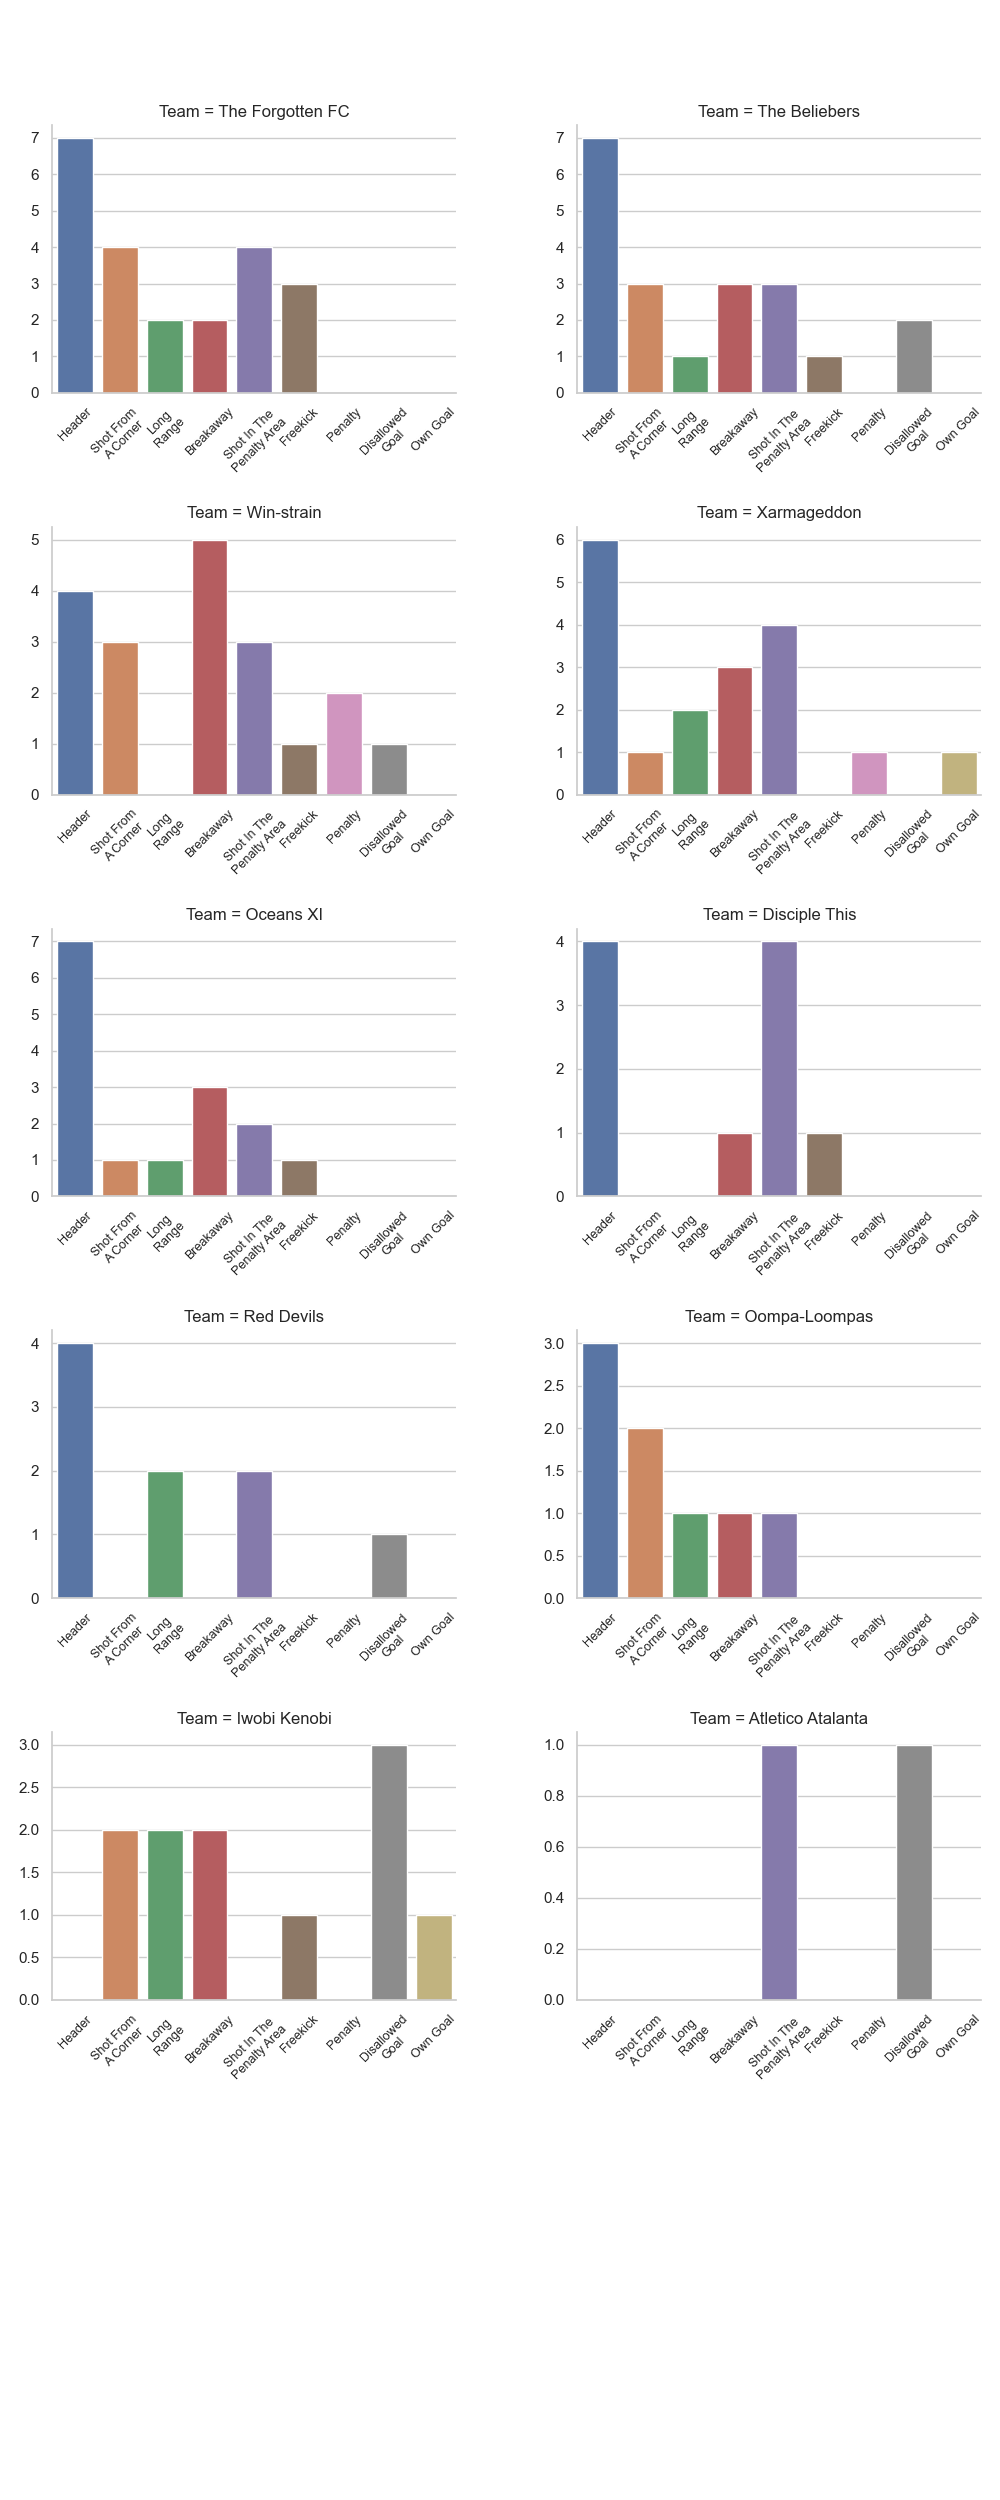 Team = The Forgotten FC
7
6
5
4
3
2
1
0
Header
Shot From
A Corner
Long
Range
Breakaway
Shot In The
Penalty Area
Freekick
Penalty
Disallowed
Goal
Own Goal
Team = The Beliebers
7
6
5
4
3
2
1
0
Header
Shot From
A Corner
Long
Range
Breakaway
Shot In The
Penalty Area
Freekick
Penalty
Disallowed
Goal
Own Goal
Team = Win-strain
5
4
3
2
1
0
Header
Shot From
A Corner
Long
Range
Breakaway
Shot In The
Penalty Area
Freekick
Penalty
Disallowed
Goal
Own Goal
Team = Xarmageddon
6
5
4
3
2
1
0
Header
Shot From
A Corner
Long
Range
Breakaway
Shot In The
Penalty Area
Freekick
Penalty
Disallowed
Goal
Own Goal
Team = Oceans XI
7
6
5
4
3
2
1
0
Header
Shot From
A Corner
Long
Range
Breakaway
Shot In The
Penalty Area
Freekick
Penalty
Disallowed
Goal
Own Goal
Team = Disciple This
4
3
2
1
0
Header
Shot From
A Corner
Long
Range
Breakaway
Shot In The
Penalty Area
Freekick
Penalty
Disallowed
Goal
Own Goal
Team = Red Devils
4
3
2
1
0
Header
Shot From
A Corner
Long
Range
Breakaway
Shot In The
Penalty Area
Freekick
Penalty
Disallowed
Goal
Own Goal
Team = Oompa-Loompas
3.0
2.5
2.0
1.5
1.0
0.5
0.0
Header
Shot From
A Corner
Long
Range
Breakaway
Shot In The
Penalty Area
Freekick
Penalty
Disallowed
Goal
Own Goal
Team = Iwobi Kenobi
3.0
2.5
2.0
1.5
1.0
0.5
0.0
Header
Shot From
A Corner
Long
Range
Breakaway
Shot In The
Penalty Area
Freekick
Penalty
Disallowed
Goal
Own Goal
Team = Atletico Atalanta
1.0
0.8
0.6
0.4
0.2
0.0
Header
Shot From
A Corner
Long
Range
Breakaway
Shot In The
Penalty Area
Freekick
Penalty
Disallowed
Goal
Own Goal